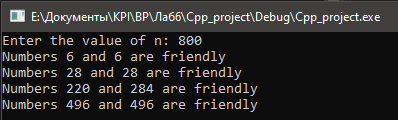 E:\Документы\KPI\BP\Лаб6\Cpp_project\Debug\Cpp_project.exe
Enter the value of n: 800
Numbers 6 and 6 are friendly
Numbers 28 and 28 are friendly
Numbers 220 and 284 are friendly
Numbers 496 and 496 are friendly